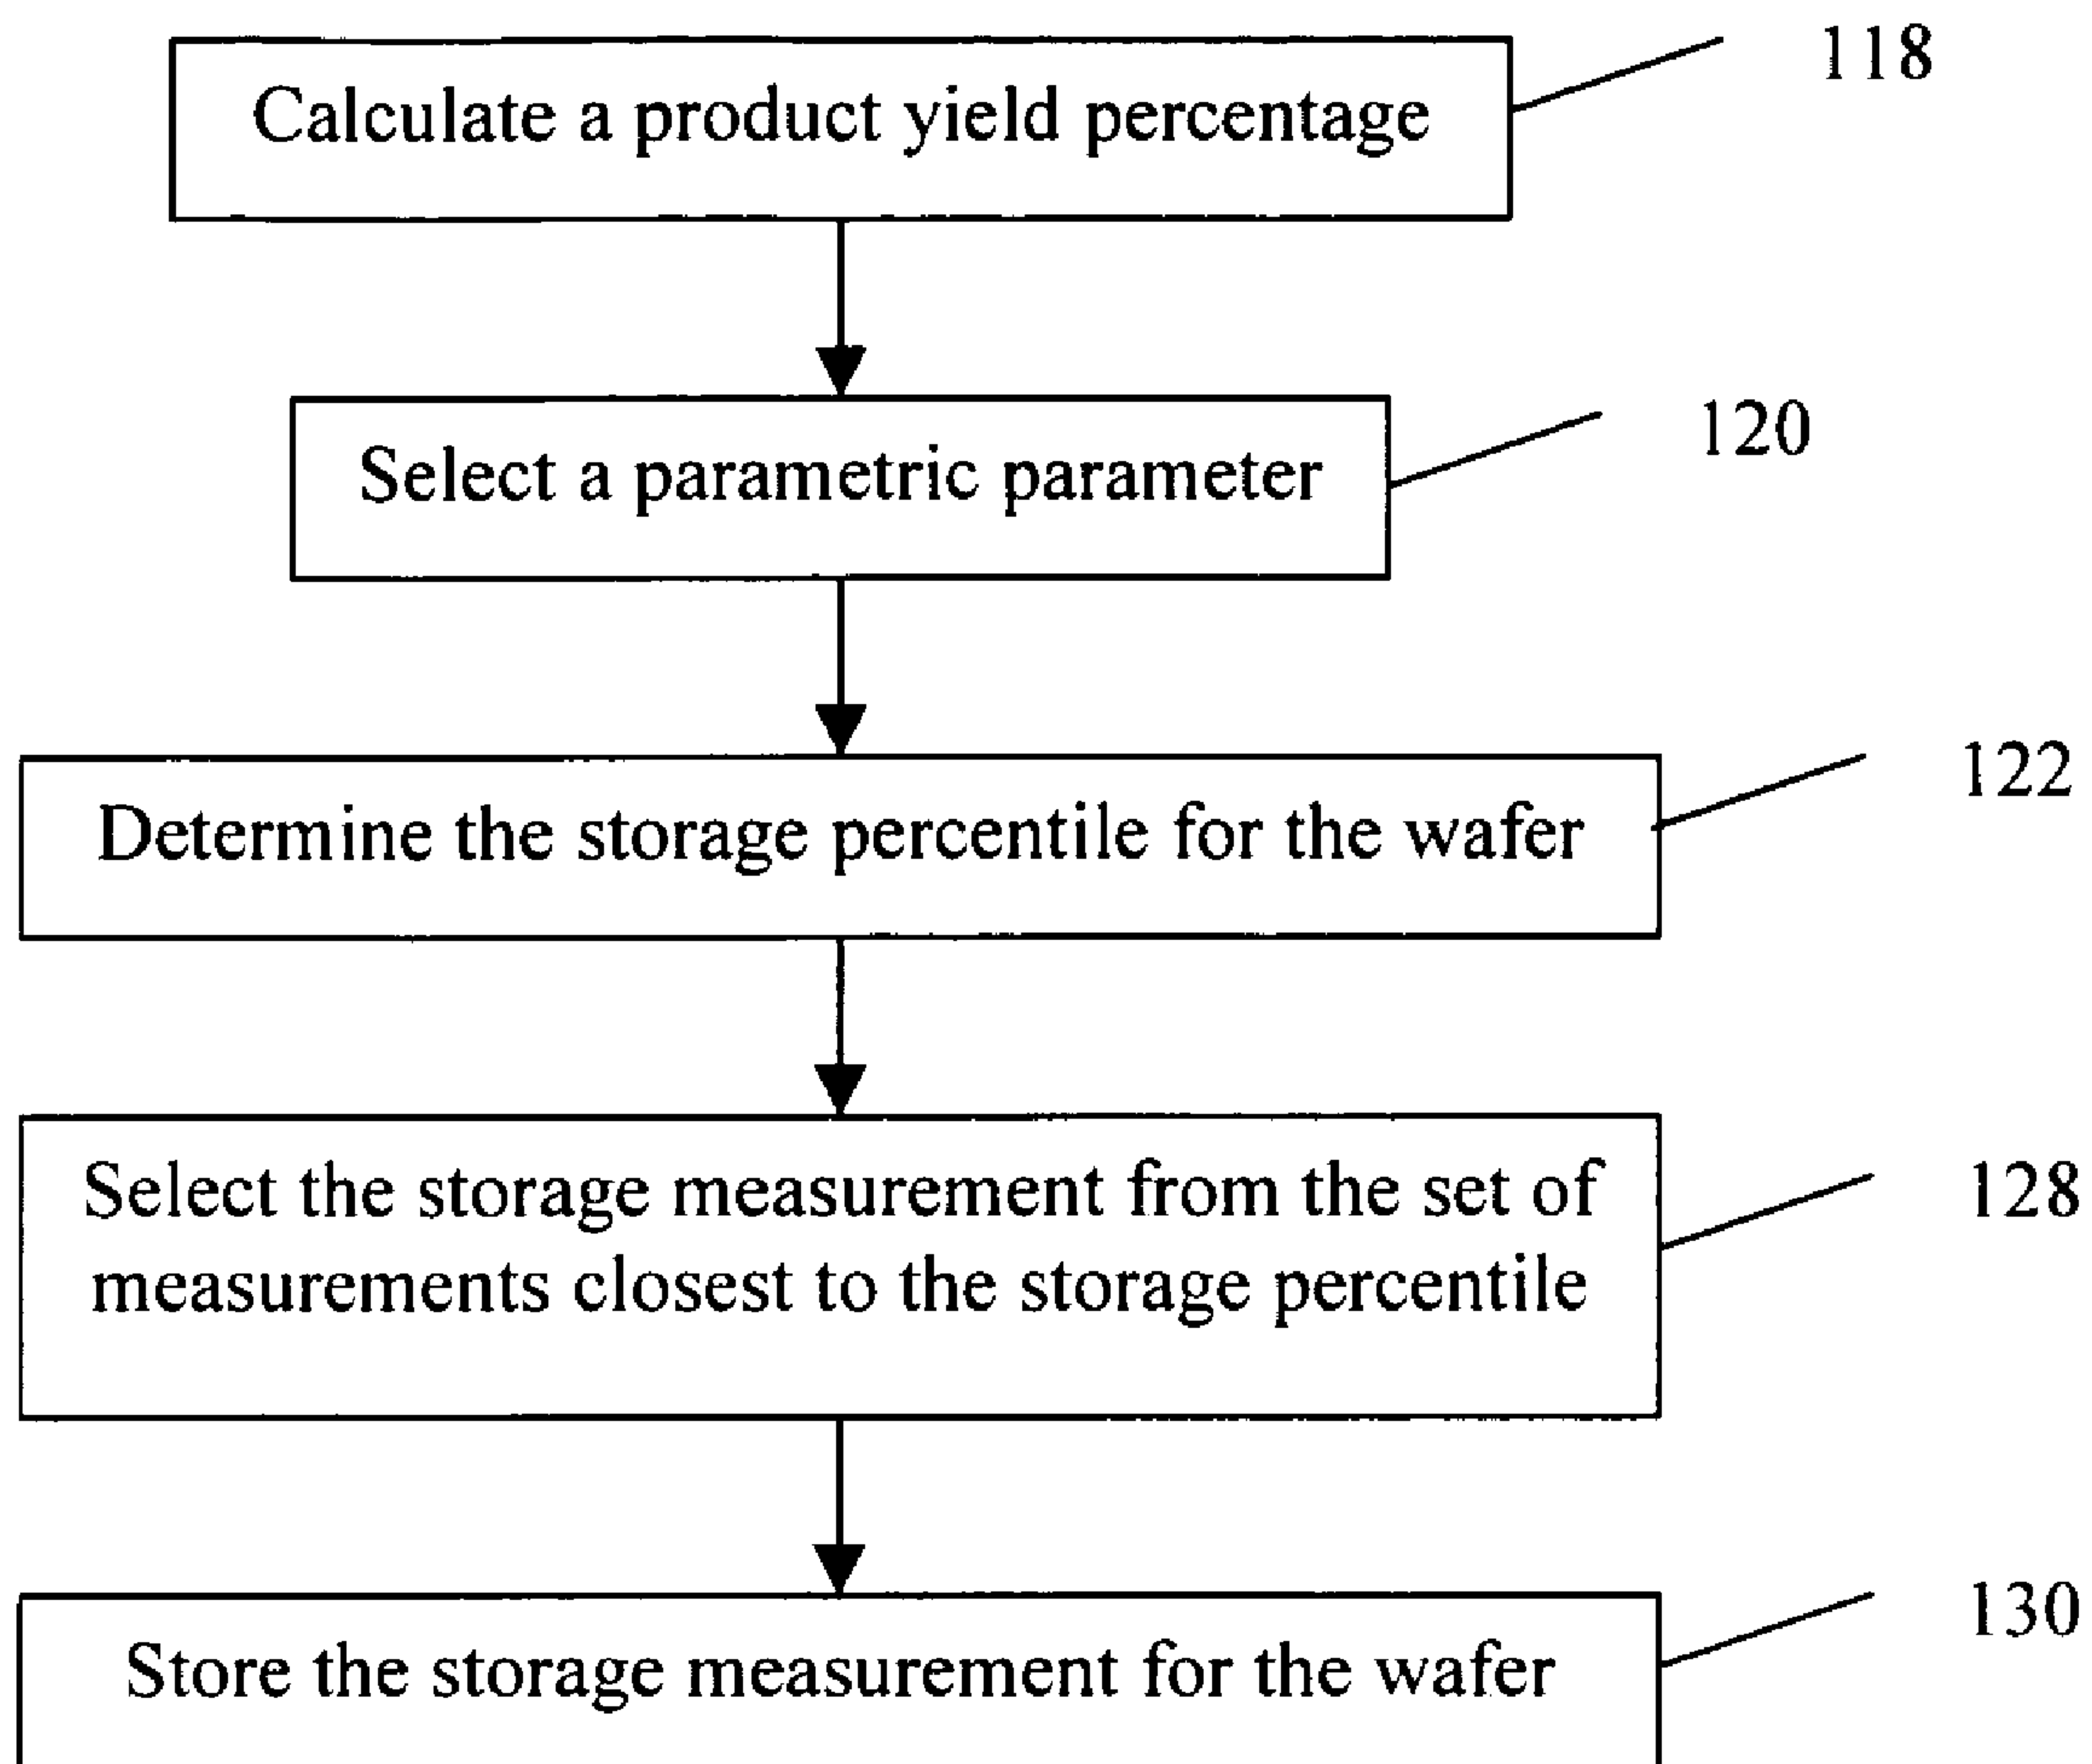 Calculate a product yield percentage
118
Select a parametric parameter
120
Determine the storage percentile for the wafer
122
Select the storage measurement from the set of
measurements closest to the storage percentile
128
Store the storage measurement for the wafer
130